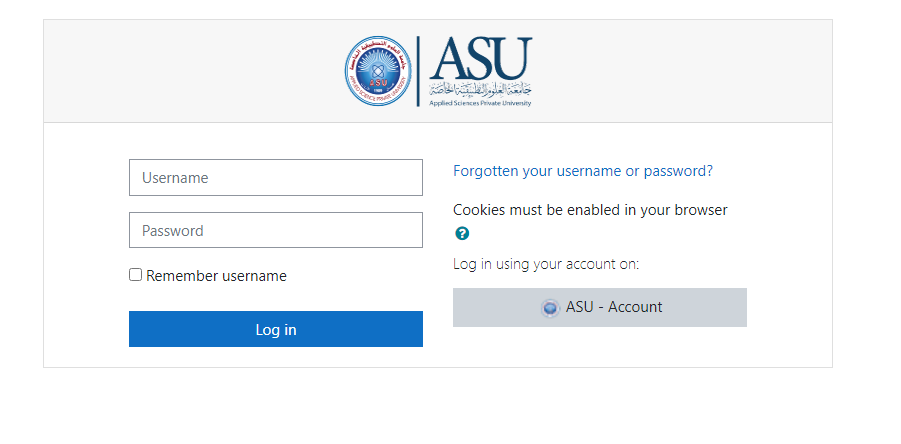 ASU
جامعة العلوم التطبيقية الخاصة
Applied Sciences Private University
ASU
Username
Password
Remember username
Log in
Forgotten your username or password?
Cookies must be enabled in your browser
?
Log in using your account on:
ASU - Account